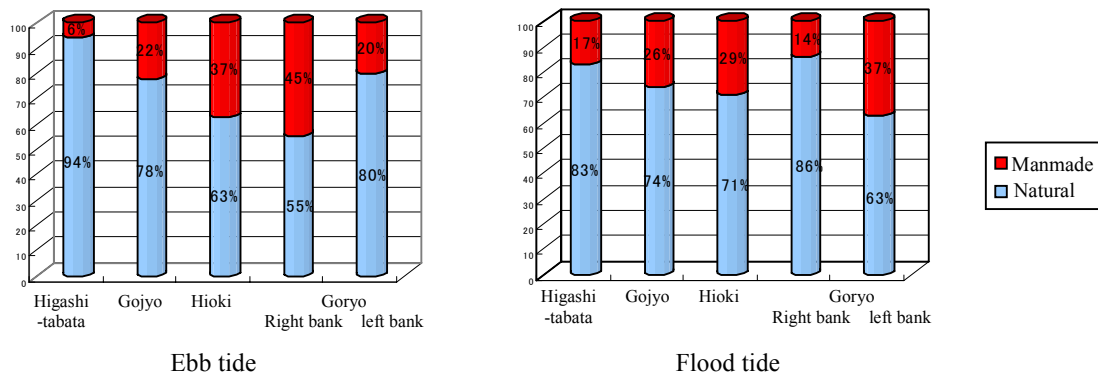 100
90
80
70
60
50
40
30
20
10
0
6% 22% 37% 45% 20%
94% 78% 63% 55% 80%
Higashi -tabata Gojyo Hioki Goryo
Right bank left bank
Ebb tide
100
90
80
70
60
50
40
30
20
10
0
17% 26% 29% 14% 37%
83% 74% 71% 86% 63%
Higashi -tabata Gojyo Hioki Goryo
Right bank left bank
Flood tide
Manmade
Natural